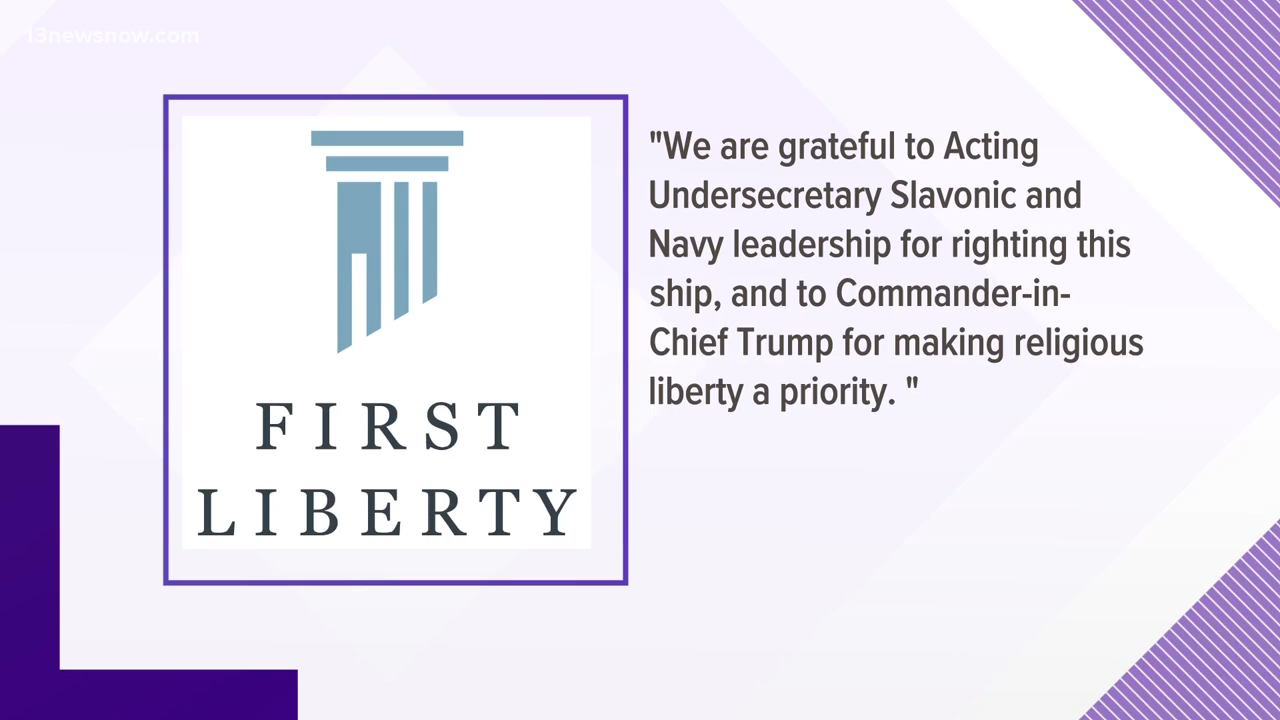 13newsnow.com
FIRST
LIBERTY
"We are grateful to Acting
Undersecretary Slavonic and
Navy leadership for righting this
ship, and to Commander-in-
Chief Trump for making religious
liberty a priority. "